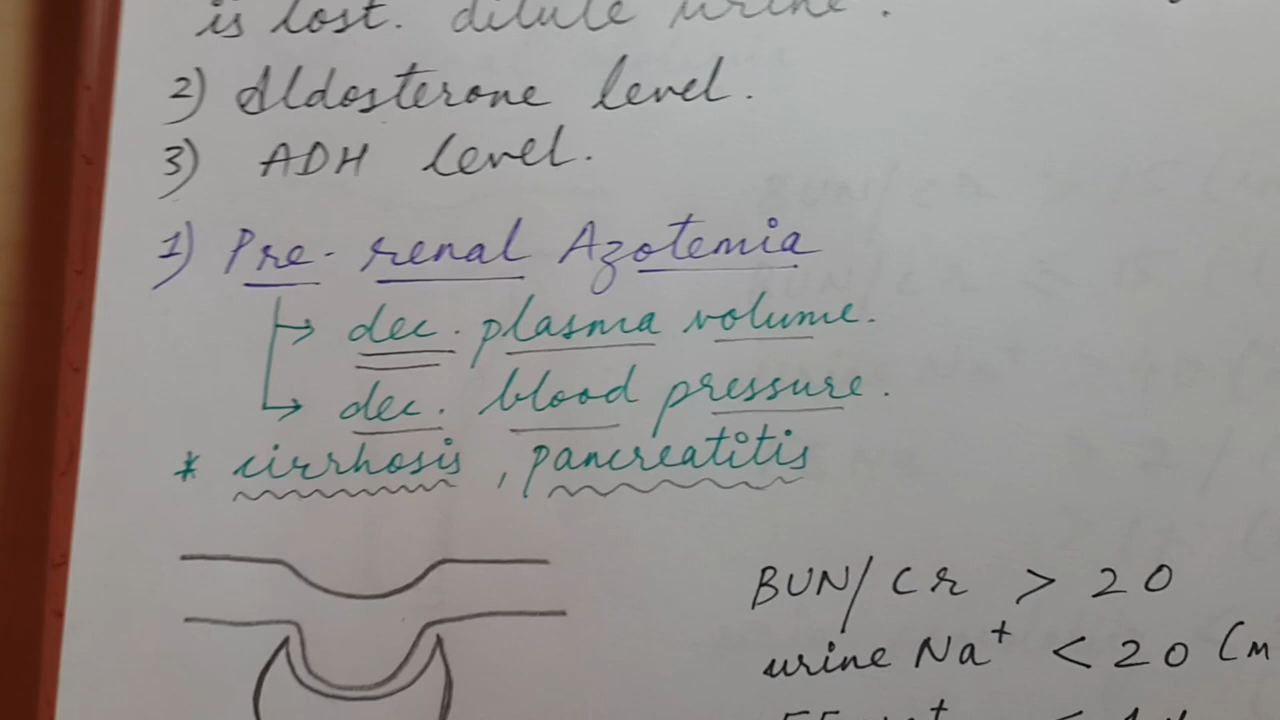 is lost. dilute urine.
2) Aldosterone level.
3) ADH level.
1) Pre-renal Azotemia
→ dec. plasma volume.
→ dec. blood pressure.
* cirrhosis, pancreatitis
BUN/Cr > 20
urine Na⁺ < 20 (m